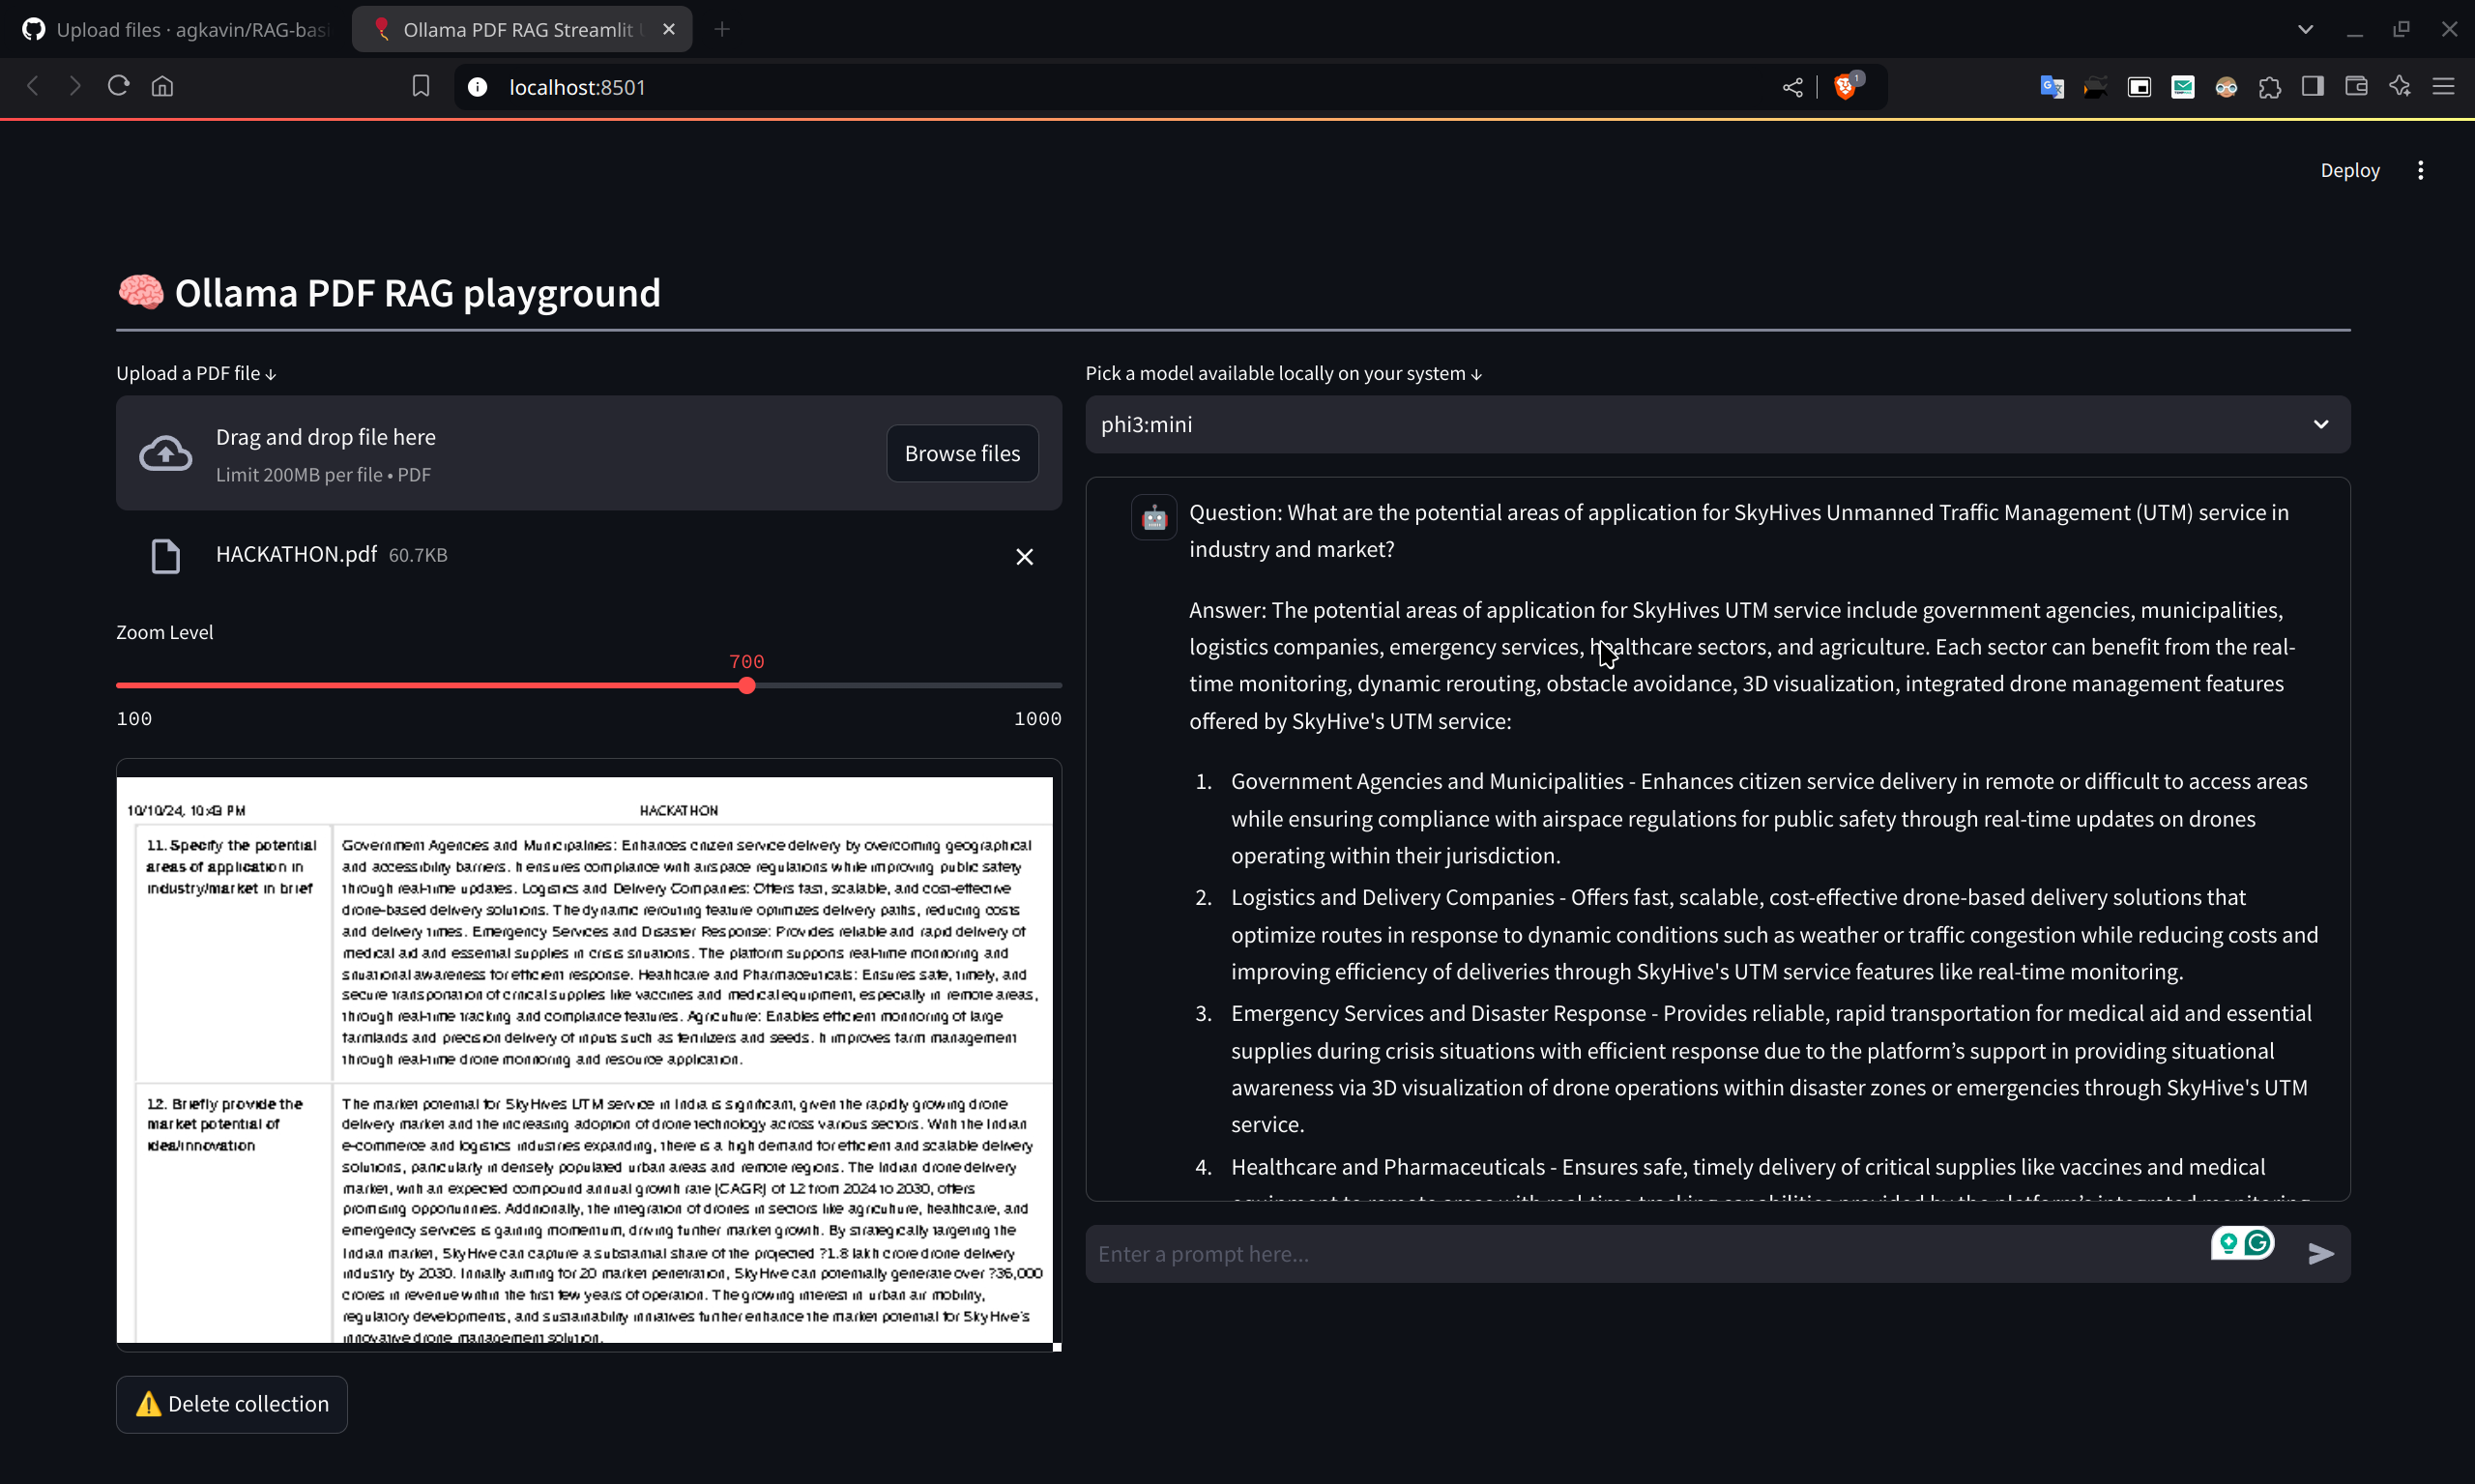 Upload files · agkavin/RAG-basi
Ollama PDF RAG Streamlit U
localhost:8501
1
Deploy
Ollama PDF RAG playground
Upload a PDF file ↓
Drag and drop file here
Limit 200MB per file • PDF
Browse files
HACKATHON.pdf 60.7KB
Zoom Level
700
100
1000
10/10/24, 10:43 PM
HACKATHON
11. Specify the potential
areas of application in
industry/market in brief
Government Agencies and Municipalities: Enhances citizen service delivery by overcoming geographical
and accessibility barriers. It ensures compliance with airspace regulations while improving public safety
through real-time updates. Logistics and Delivery Companies: Offers fast, scalable, and cost-effective
drone-based delivery solutions. The dynamic rerouting feature optimizes delivery paths, reducing costs
and delivery times. Emergency Services and Disaster Response: Provides reliable and rapid delivery of
medical aid and essential supplies in crisis situations. The platform supports real-time monitoring and
situational awareness for efficient response. Healthcare and Pharmaceuticals: Ensures safe, timely, and
secure transportation of critical supplies like vaccines and medical equipment, especially in remote areas,
through real-time tracking and compliance features. Agriculture: Enables efficient monitoring of large
farmlands and precision delivery of inputs such as fertilizers and seeds. It improves farm management
through real-time drone monitoring and resource application.
12. Briefly provide the
market potential of
idea/innovation
The market potential for SkyHives UTM service in India is significant, given the rapidly growing drone
delivery market and the increasing adoption of drone technology across various sectors. With the Indian
e-commerce and logistics industries expanding, there is a high demand for efficient and scalable delivery
solutions, particularly in densely populated urban areas and remote regions. The Indian drone delivery
market, with an expected compound annual growth rate (CAGR) of 12 from 2024 to 2030, offers
promising opportunities. Additionally, the integration of drones in sectors like agriculture, healthcare, and
emergency services is gaining momentum, driving further market growth. By strategically targeting the
Indian market, SkyHive can capture a substantial share of the projected ?1.8 lakh crore drone delivery
industry by 2030. Initially aiming for 20 market penetration, SkyHive can potentially generate over ?36,000
crores in revenue within the first few years of operation. The growing interest in urban air mobility,
regulatory developments, and sustainability initiatives further enhance the market potential for SkyHive's
innovative drone management solution.
Delete collection
Pick a model available locally on your system ↓
phi3:mini
Question: What are the potential areas of application for SkyHives Unmanned Traffic Management (UTM) service in
industry and market?
Answer: The potential areas of application for SkyHives UTM service include government agencies, municipalities,
logistics companies, emergency services, healthcare sectors, and agriculture. Each sector can benefit from the real-
time monitoring, dynamic rerouting, obstacle avoidance, 3D visualization, integrated drone management features
offered by SkyHive's UTM service:
1. Government Agencies and Municipalities - Enhances citizen service delivery in remote or difficult to access areas
while ensuring compliance with airspace regulations for public safety through real-time updates on drones
operating within their jurisdiction.
2. Logistics and Delivery Companies - Offers fast, scalable, cost-effective drone-based delivery solutions that
optimize routes in response to dynamic conditions such as weather or traffic congestion while reducing costs and
improving efficiency of deliveries through SkyHive's UTM service features like real-time monitoring.
3. Emergency Services and Disaster Response - Provides reliable, rapid transportation for medical aid and essential
supplies during crisis situations with efficient response due to the platform’s support in providing situational
awareness via 3D visualization of drone operations within disaster zones or emergencies through SkyHive's UTM
service.
4. Healthcare and Pharmaceuticals - Ensures safe, timely delivery of critical supplies like vaccines and medical
equipment to remote areas with real-time tracking capabilities provided by the platform’s integrated monitoring
Enter a prompt here...